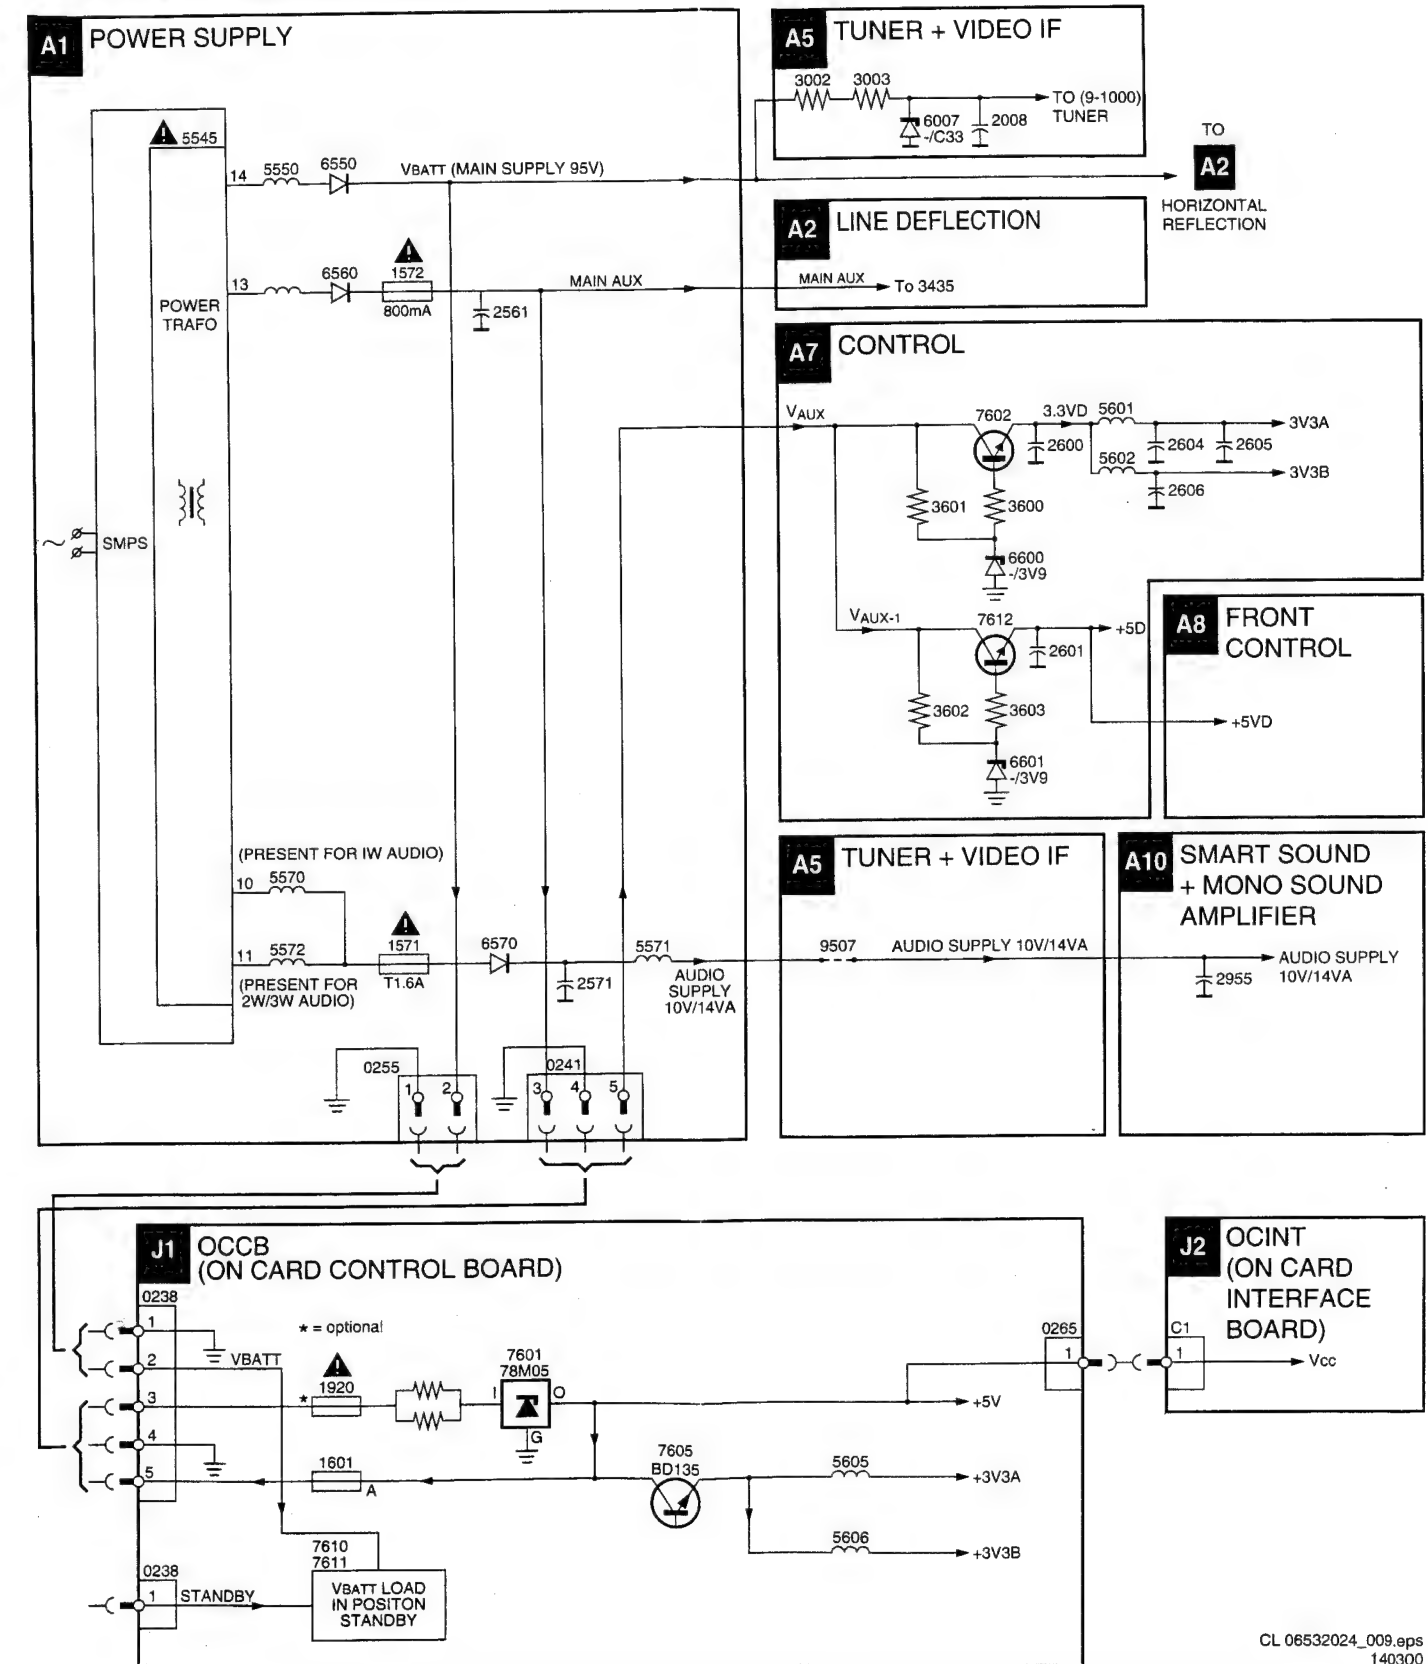 A1 POWER SUPPLY
5545
14
5550
6550
VBATT (MAIN SUPPLY 95V)
13
6560
1572
800mA
2561
MAIN AUX
POWER
TRAFO
SMPS
(PRESENT FOR IW AUDIO)
10
5570
11
5572
(PRESENT FOR
2W/3W AUDIO)
1571
T1.6A
6570
2571
5571
AUDIO
SUPPLY
10V/14VA
0255
1
2
0241
3
4
5
A5 TUNER + VIDEO IF
3002
3003
6007
-/C33
2008
TO (9-1000)
TUNER
TO
A2
HORIZONTAL
REFLECTION
A2 LINE DEFLECTION
MAIN AUX
To 3435
A7 CONTROL
VAUX
7602
3.3VD
5601
2600
2604
2605
3V3A
5602
2606
3V3B
3601
3600
6600
-/3V9
VAUX-1
7612
2601
+5D
3602
3603
6601
-/3V9
A8 FRONT
CONTROL
+5VD
A5 TUNER + VIDEO IF
9507
AUDIO SUPPLY 10V/14VA
A10 SMART SOUND
+ MONO SOUND
AMPLIFIER
2955
AUDIO SUPPLY
10V/14VA
J1 OCCB
(ON CARD CONTROL BOARD)
0238
1
2
3
4
5
* = optional
VBATT
*
1920
7601
78M05
I
O
G
+5V
1601
A
7605
BD135
5605
+3V3A
5606
+3V3B
0265
1
0238
1
STANDBY
7610
7611
VBATT LOAD
IN POSITON
STANDBY
J2 OCINT
(ON CARD
INTERFACE
BOARD)
C1
1
Vcc
CL 06532024_009.eps
140300